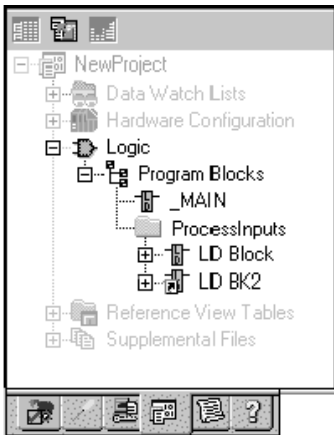 NewProject
Data Watch Lists
Hardware Configuration
Logic
Program Blocks
_MAIN
ProcessInputs
LD Block
LD BK2
Reference View Tables
Supplemental Files
?